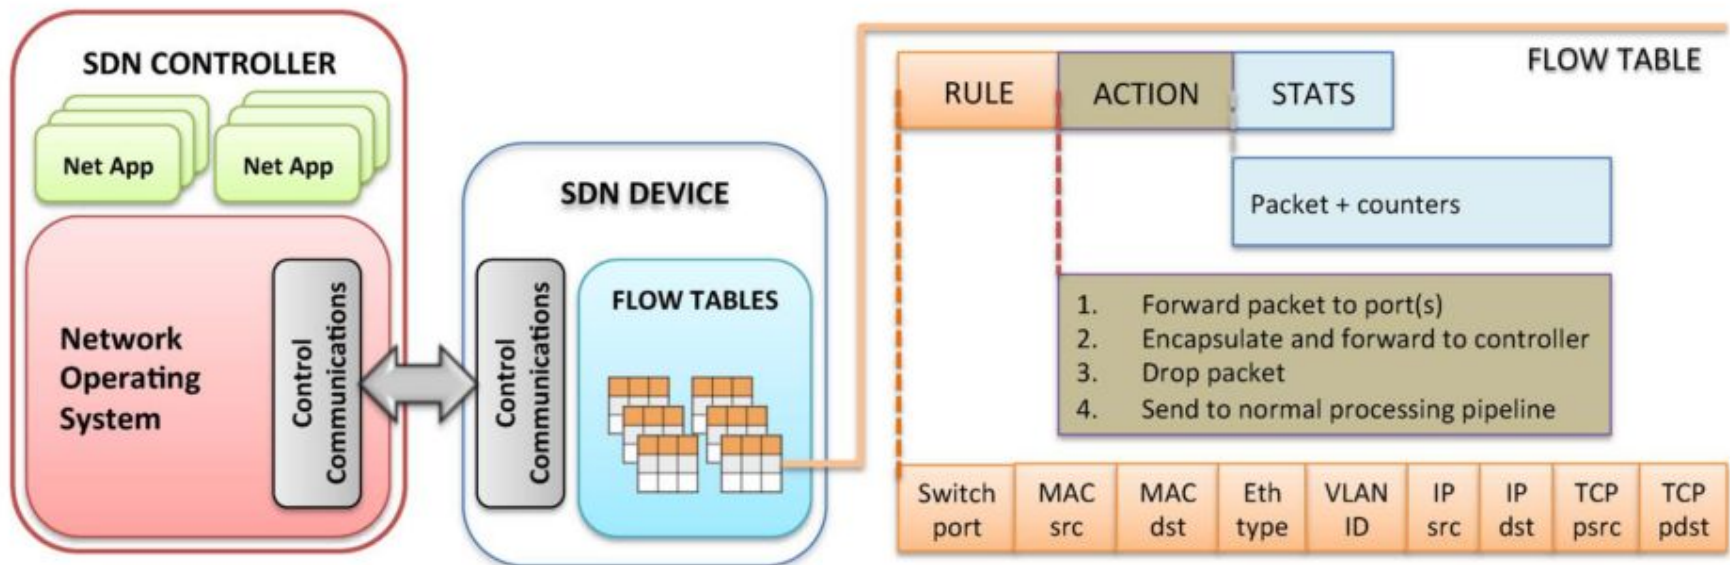 SDN CONTROLLER
Net App
Net App
Network
Operating
System
Control
Communications
SDN DEVICE
Control
Communications
FLOW TABLES
FLOW TABLE
RULE
ACTION
STATS
Packet + counters
1. Forward packet to port(s)
2. Encapsulate and forward to controller
3. Drop packet
4. Send to normal processing pipeline
Switch
port
MAC
src
MAC
dst
Eth
type
VLAN
ID
IP
src
IP
dst
TCP
psrc
TCP
pdst